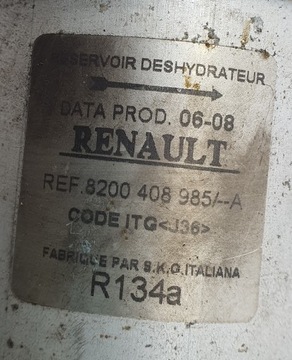 RESERVOIR DESHYDRATEUR
DATA PROD. 06-08
RENAULT
REF.8200 408 985/--A
CODE ITG<J36>
FABRIQUE PAR S.K.G.ITALIANA
R134a